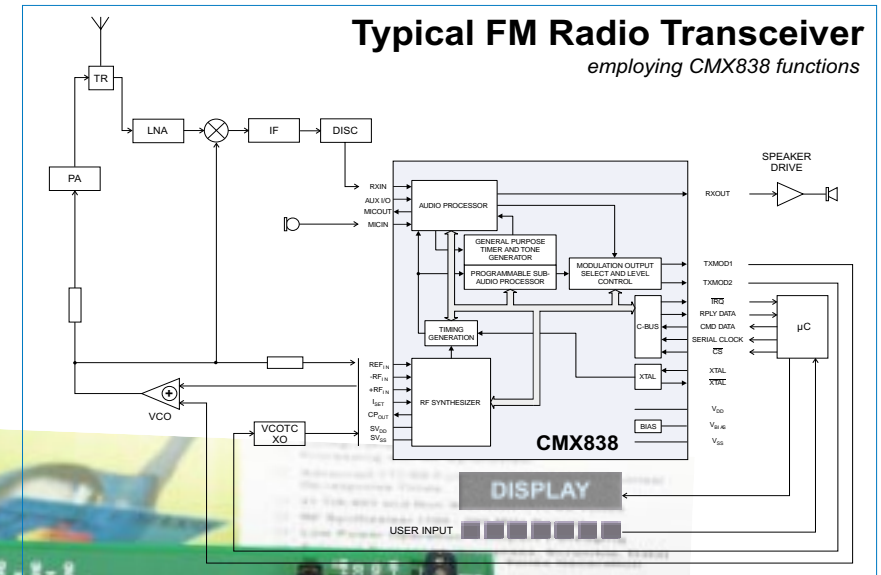 Typical FM Radio Transceiver
employing CMX838 functions
TR
LNA
IF
DISC
PA
SPEAKER
DRIVE
RXIN
AUX I/O
MICOUT
MICIN
AUDIO PROCESSOR
RXOUT
GENERAL PURPOSE
TIMER AND TONE
GENERATOR
PROGRAMMABLE SUB-
AUDIO PROCESSOR
MODULATION OUTPUT
SELECT AND LEVEL
CONTROL
TXMOD1
TXMOD2
IRQ
RPLY DATA
CMD DATA
SERIAL CLOCK
CS
C-BUS
µC
TIMING
GENERATION
XTAL
XTAL
XTAL
REFIN
-RFIN
+RFIN
ISET
CPOUT
SVDD
SVSS
RF SYNTHESIZER
VCO
VCOTC
XO
BIAS
VDD
VBIAS
VSS
CMX838
DISPLAY
USER INPUT